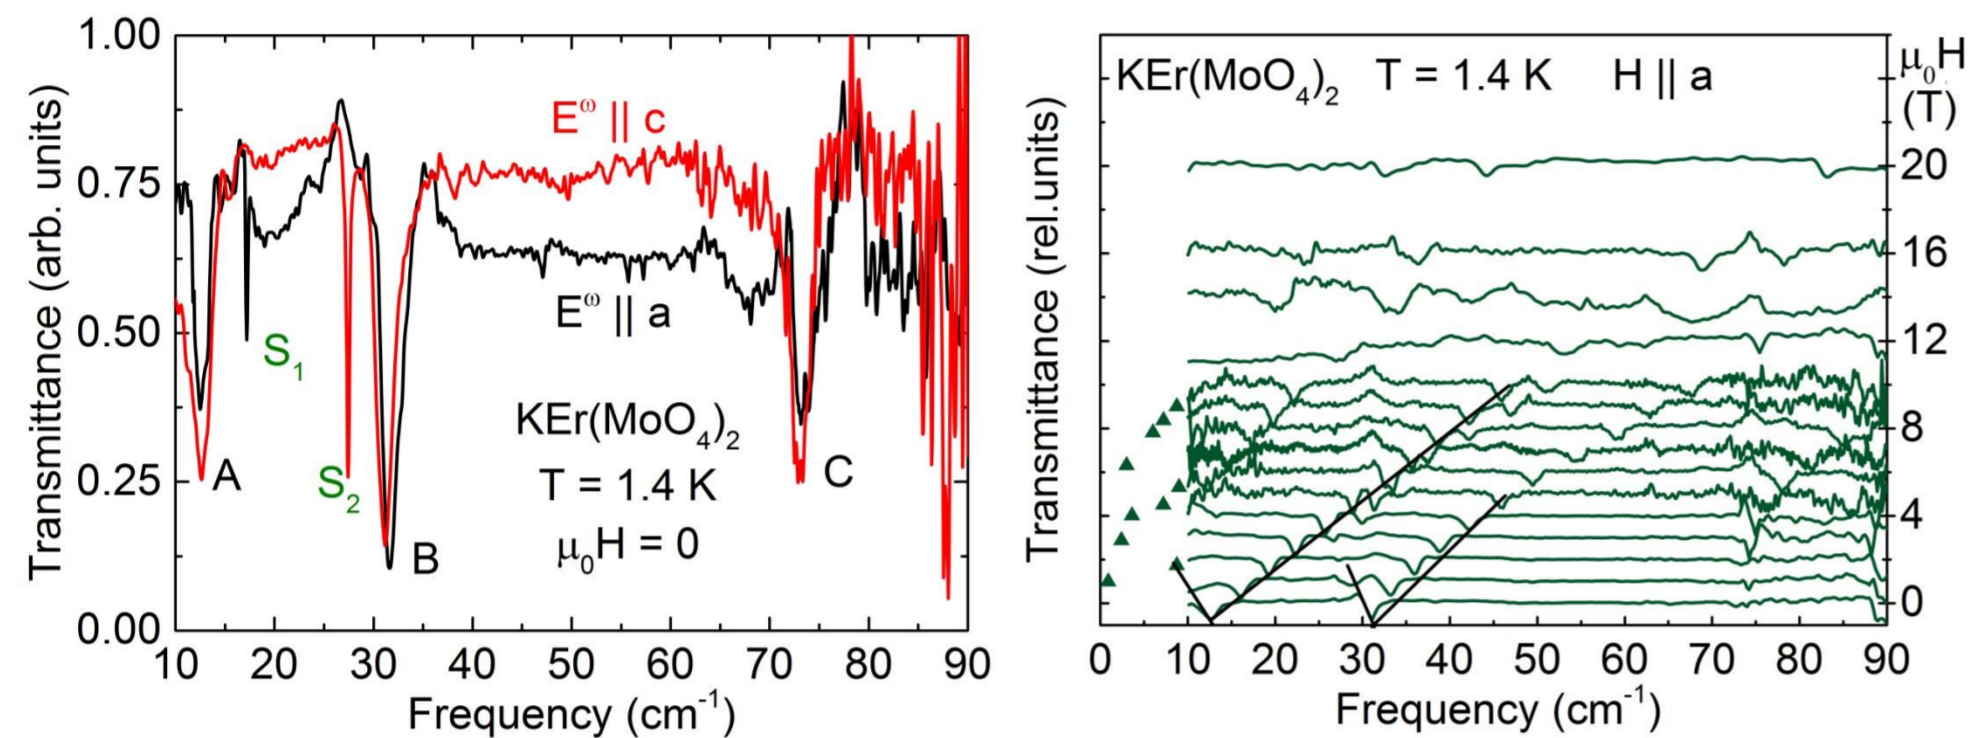 Transmittance (arb. units)
1.00
0.75
0.50
0.25
0.00
E^ω || c
E^ω || a
S₁
S₂
A
B
C
KEr(MoO₄)₂
T = 1.4 K
μ₀H = 0
10 20 30 40 50 60 70 80 90
Frequency (cm⁻¹)
Transmittance (rel.units)
KEr(MoO₄)₂ T = 1.4 K H || a
μ₀H
(T)
20
16
12
8
4
0
0 10 20 30 40 50 60 70 80 90
Frequency (cm⁻¹)